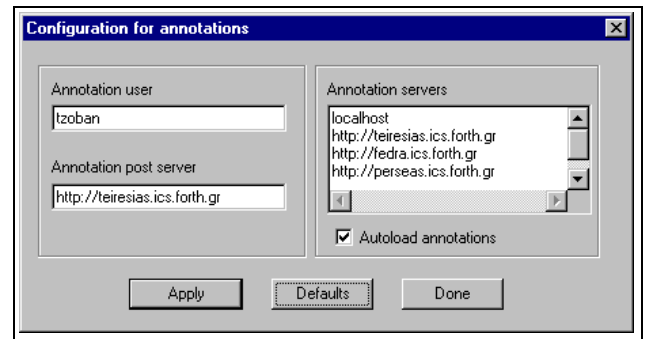 Configuration for annotations
Annotation user
tzoban
Annotation post server
http://teiresias.ics.forth.gr
Annotation servers
localhost
http://teiresias.ics.forth.gr
http://fedra.ics.forth.gr
http://perseas.ics.forth.gr
Autoload annotations
Apply
Defaults
Done